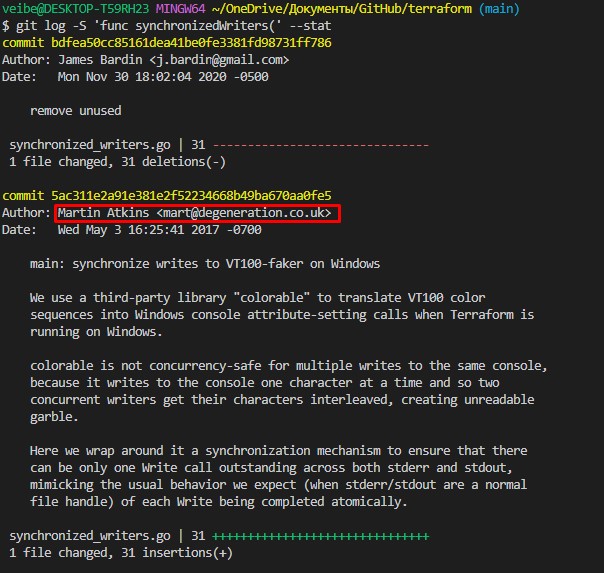 veibe@DESKTOP-T59RH23 MINGW64 ~/OneDrive/Документы/GitHub/terraform (main)
$ git log -S 'func synchronizedWriters(' --stat
commit bdfea50cc85161dea41be0fe3381fd98731ff786
Author: James Bardin <j.bardin@gmail.com>
Date:   Mon Nov 30 18:02:04 2020 -0500

    remove unused

 synchronized_writers.go | 31 -------------------------------
 1 file changed, 31 deletions(-)

commit 5ac311e2a91e381e2f52234668b49ba670aa0fe5
Author: Martin Atkins <mart@degeneration.co.uk>
Date:   Wed May 3 16:25:41 2017 -0700

    main: synchronize writes to VT100-faker on Windows

    We use a third-party library "colorable" to translate VT100 color
    sequences into Windows console attribute-setting calls when Terraform is
    running on Windows.

    colorable is not concurrency-safe for multiple writes to the same console,
    because it writes to the console one character at a time and so two
    concurrent writers get their characters interleaved, creating unreadable
    garble.

    Here we wrap around it a synchronization mechanism to ensure that there
    can be only one Write call outstanding across both stderr and stdout,
    mimicking the usual behavior we expect (when stderr/stdout are a normal
    file handle) of each Write being completed atomically.

 synchronized_writers.go | 31 +++++++++++++++++++++++++++++++
 1 file changed, 31 insertions(+)